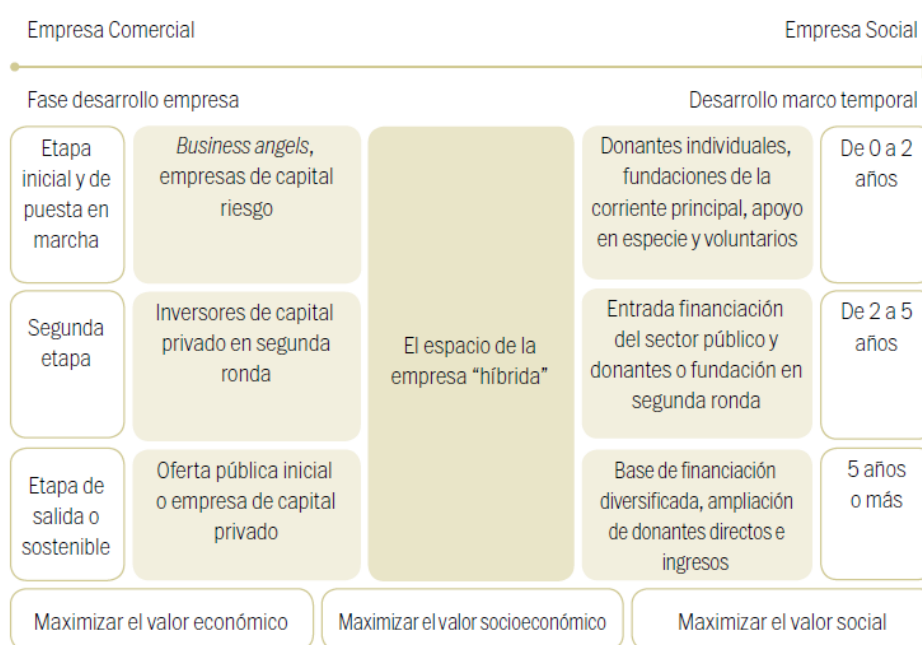 Empresa Comercial
Empresa Social
Fase desarrollo empresa
Desarrollo marco temporal
Etapa
inicial y de
puesta en
marcha
Business angels,
empresas de capital
riesgo
Donantes individuales,
fundaciones de la
corriente principal, apoyo
en especie y voluntarios
De 0 a 2
años
Segunda
etapa
Inversores de capital
privado en segunda
ronda
El espacio de la
empresa “híbrida”
Entrada financiación
del sector público y
donantes o fundación en
segunda ronda
De 2 a 5
años
Etapa de
salida o
sostenible
Oferta pública inicial
o empresa de capital
privado
Base de financiación
diversificada, ampliación
de donantes directos e
ingresos
5 años
o más
Maximizar el valor económico
Maximizar el valor socioeconómico
Maximizar el valor social